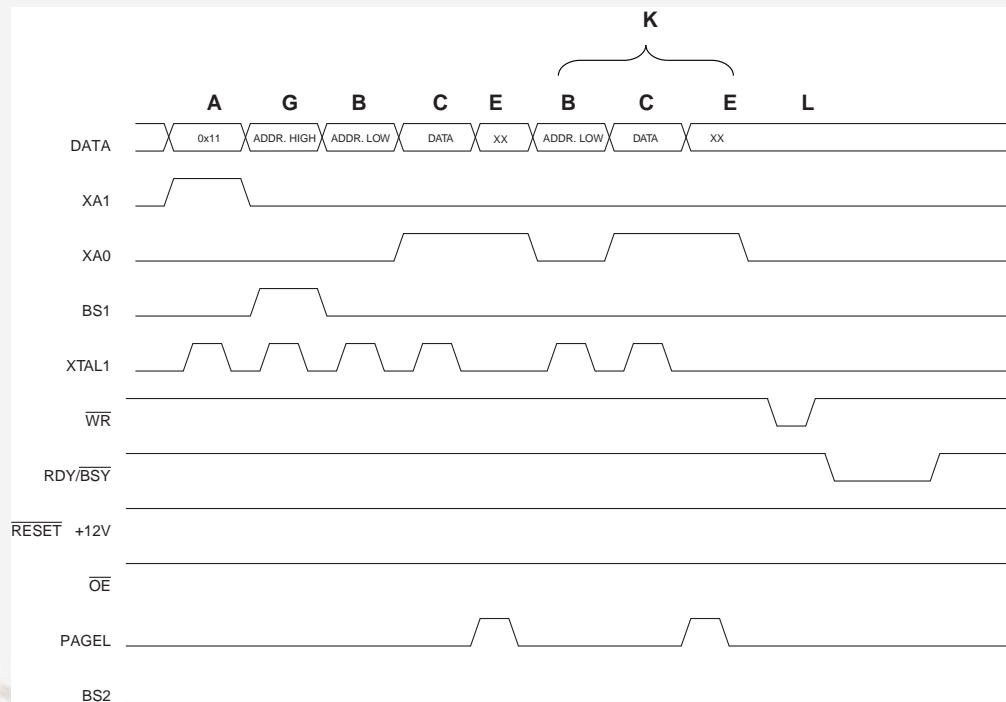 K
A G B C E B C E L
DATA 0x11 ADDR. HIGH ADDR. LOW DATA XX ADDR. LOW DATA XX
XA1
XA0
BS1
XTAL1
WR
RDY/BSY
RESET +12V
OE
PAGEL
BS2